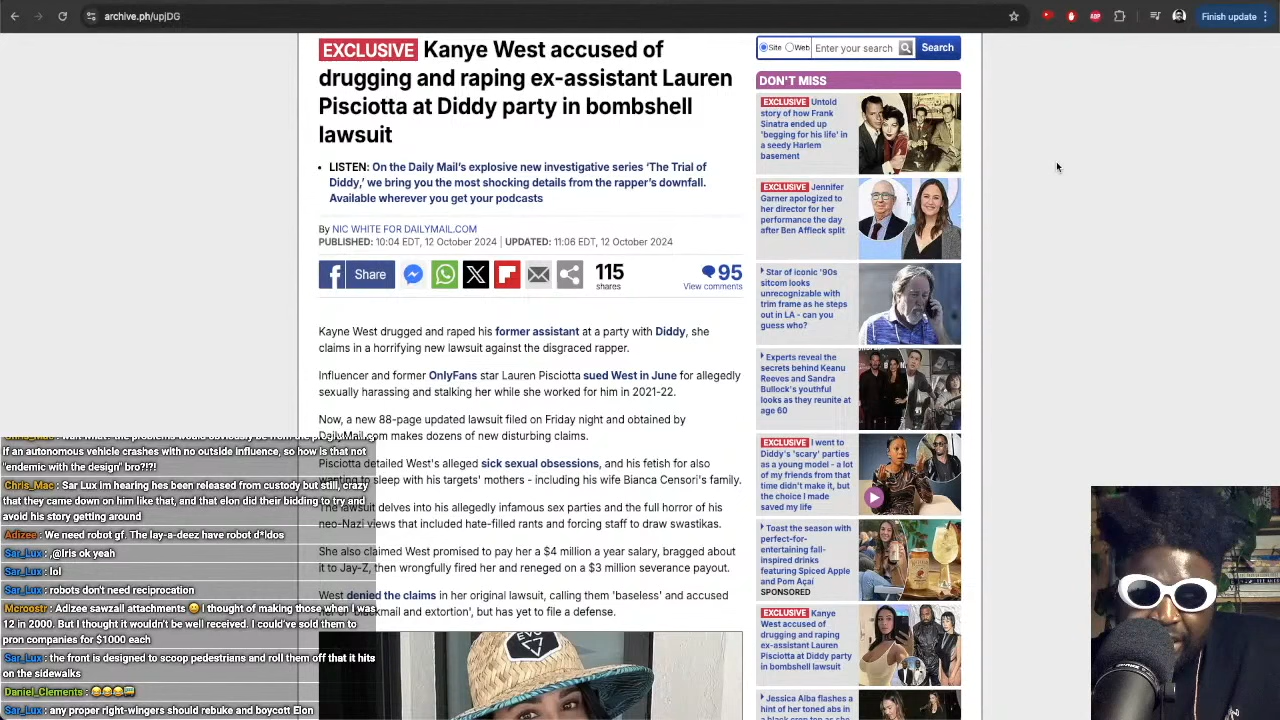 archive.ph/upjDG
Finish update
EXCLUSIVE Kanye West accused of
drugging and raping ex-assistant Lauren
Pisciotta at Diddy party in bombshell
lawsuit
• LISTEN: On the Daily Mail's explosive new investigative series 'The Trial of
Diddy,' we bring you the most shocking details from the rapper's downfall.
Available wherever you get your podcasts
By NIC WHITE FOR DAILYMAIL.COM
PUBLISHED: 10:04 EDT, 12 October 2024 | UPDATED: 11:06 EDT, 12 October 2024
Share
115
shares
95
View comments
Kayne West drugged and raped his former assistant at a party with Diddy, she
claims in a horrifying new lawsuit against the disgraced rapper.
Influencer and former OnlyFans star Lauren Pisciotta sued West in June for allegedly
sexually harassing and stalking her while she worked for him in 2021-22.
Now, a new 88-page updated lawsuit filed on Friday night and obtained by
DailyMail.com makes dozens of new disturbing claims.
Pisciotta detailed West's alleged sick sexual obsessions, and his fetish for also
wanting to sleep with his targets' mothers - including his wife Bianca Censori's family.
The lawsuit delves into his allegedly infamous sex parties and the full horror of his
neo-Nazi views that included hate-filled rants and forcing staff to draw swastikas.
She also claimed West promised to pay her a $4 million a year salary, bragged about
it to Jay-Z, then wrongfully fired her and reneged on a $3 million severance payout.
West denied the claims in her original lawsuit, calling them 'baseless' and accused
'blackmail and extortion', but has yet to file a defense.
Site Web Enter your search Search
DON'T MISS
EXCLUSIVE Untold
story of how Frank
Sinatra ended up
'begging for his life' in
a seedy Harlem
basement
EXCLUSIVE Jennifer
Garner apologized to
her director for her
performance the day
after Ben Affleck split
Star of iconic '90s
sitcom looks
unrecognizable with
trim frame as he steps
out in LA - can you
guess who?
Experts reveal the
secrets behind Keanu
Reeves and Sandra
Bullock's youthful
looks as they reunite at
age 60
EXCLUSIVE I went to
Diddy's 'scary' parties
as a young model - a lot
of my friends from that
time didn't make it, but
the choice I made
saved my life
Toast the season with
perfect-for-
entertaining fall-
inspired drinks
featuring Spiced Apple
and Pom Açaí
SPONSORED
EXCLUSIVE Kanye
West accused of
drugging and raping
ex-assistant Lauren
Pisciotta at Diddy party
in bombshell lawsuit
Jessica Alba flashes a
hint of her toned abs in
a black crop top as she
if an autonomous vehicle crashes with no outside influence, so how is that not
"endemic with the design" bro?!?!
Chris_Mac : Sar Lux im hearing hes been released from custody but still, crazy
that they came down on him like that, and that elon did their bidding to try and
avoid his story getting around
Adizee : We need robot gf. The lay-a-deez have robot d*ldos
Sar_Lux : ,@Iris ok yeah
Sar_Lux : lol
Sar_Lux : robots don't need reciprocation
Mcroostr : Adizee sawzall attachments 😄 I thought of making those when I was
12 in 2000. But I thought it wouldn't be well received. I could've sold them to
pron companies for $1000 each
Sar_Lux : the front is designed to scoop pedestrians and roll them off that it hits
on the sidewalks
Daniel_Clements : 😂😂😂
Sar_Lux : any properlight bringers should rebuke and boycott Elon